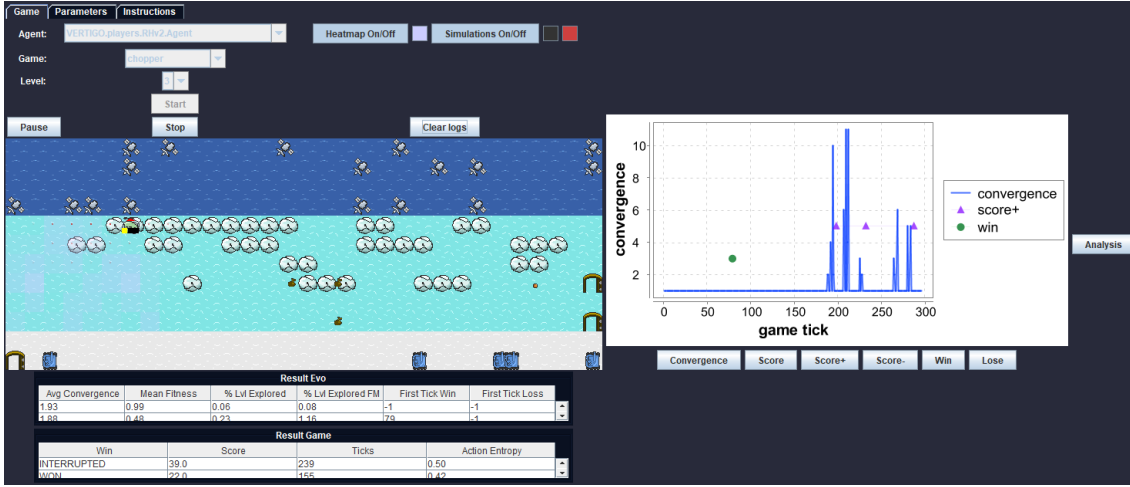 Game Parameters Instructions
Agent: VERTIGO.players.RHv2.Agent Heatmap On/Off Simulations On/Off
Game: chopper
Level: 3
Start
Pause Stop Clear logs
10
8
6
4
2
convergence
0 50 100 150 200 250 300
game tick
convergence
score+
win
Analysis
Convergence Score Score+ Score- Win Lose
Result Evo
Avg Convergence Mean Fitness % Lvl Explored % Lvl Explored FM First Tick Win First Tick Loss
1.93 0.99 0.06 0.08 -1 -1
1.88 0.48 0.23 1.16 79 -1
Result Game
Win Score Ticks Action Entropy
INTERRUPTED 39.0 239 0.50
WON 22.0 155 0.42